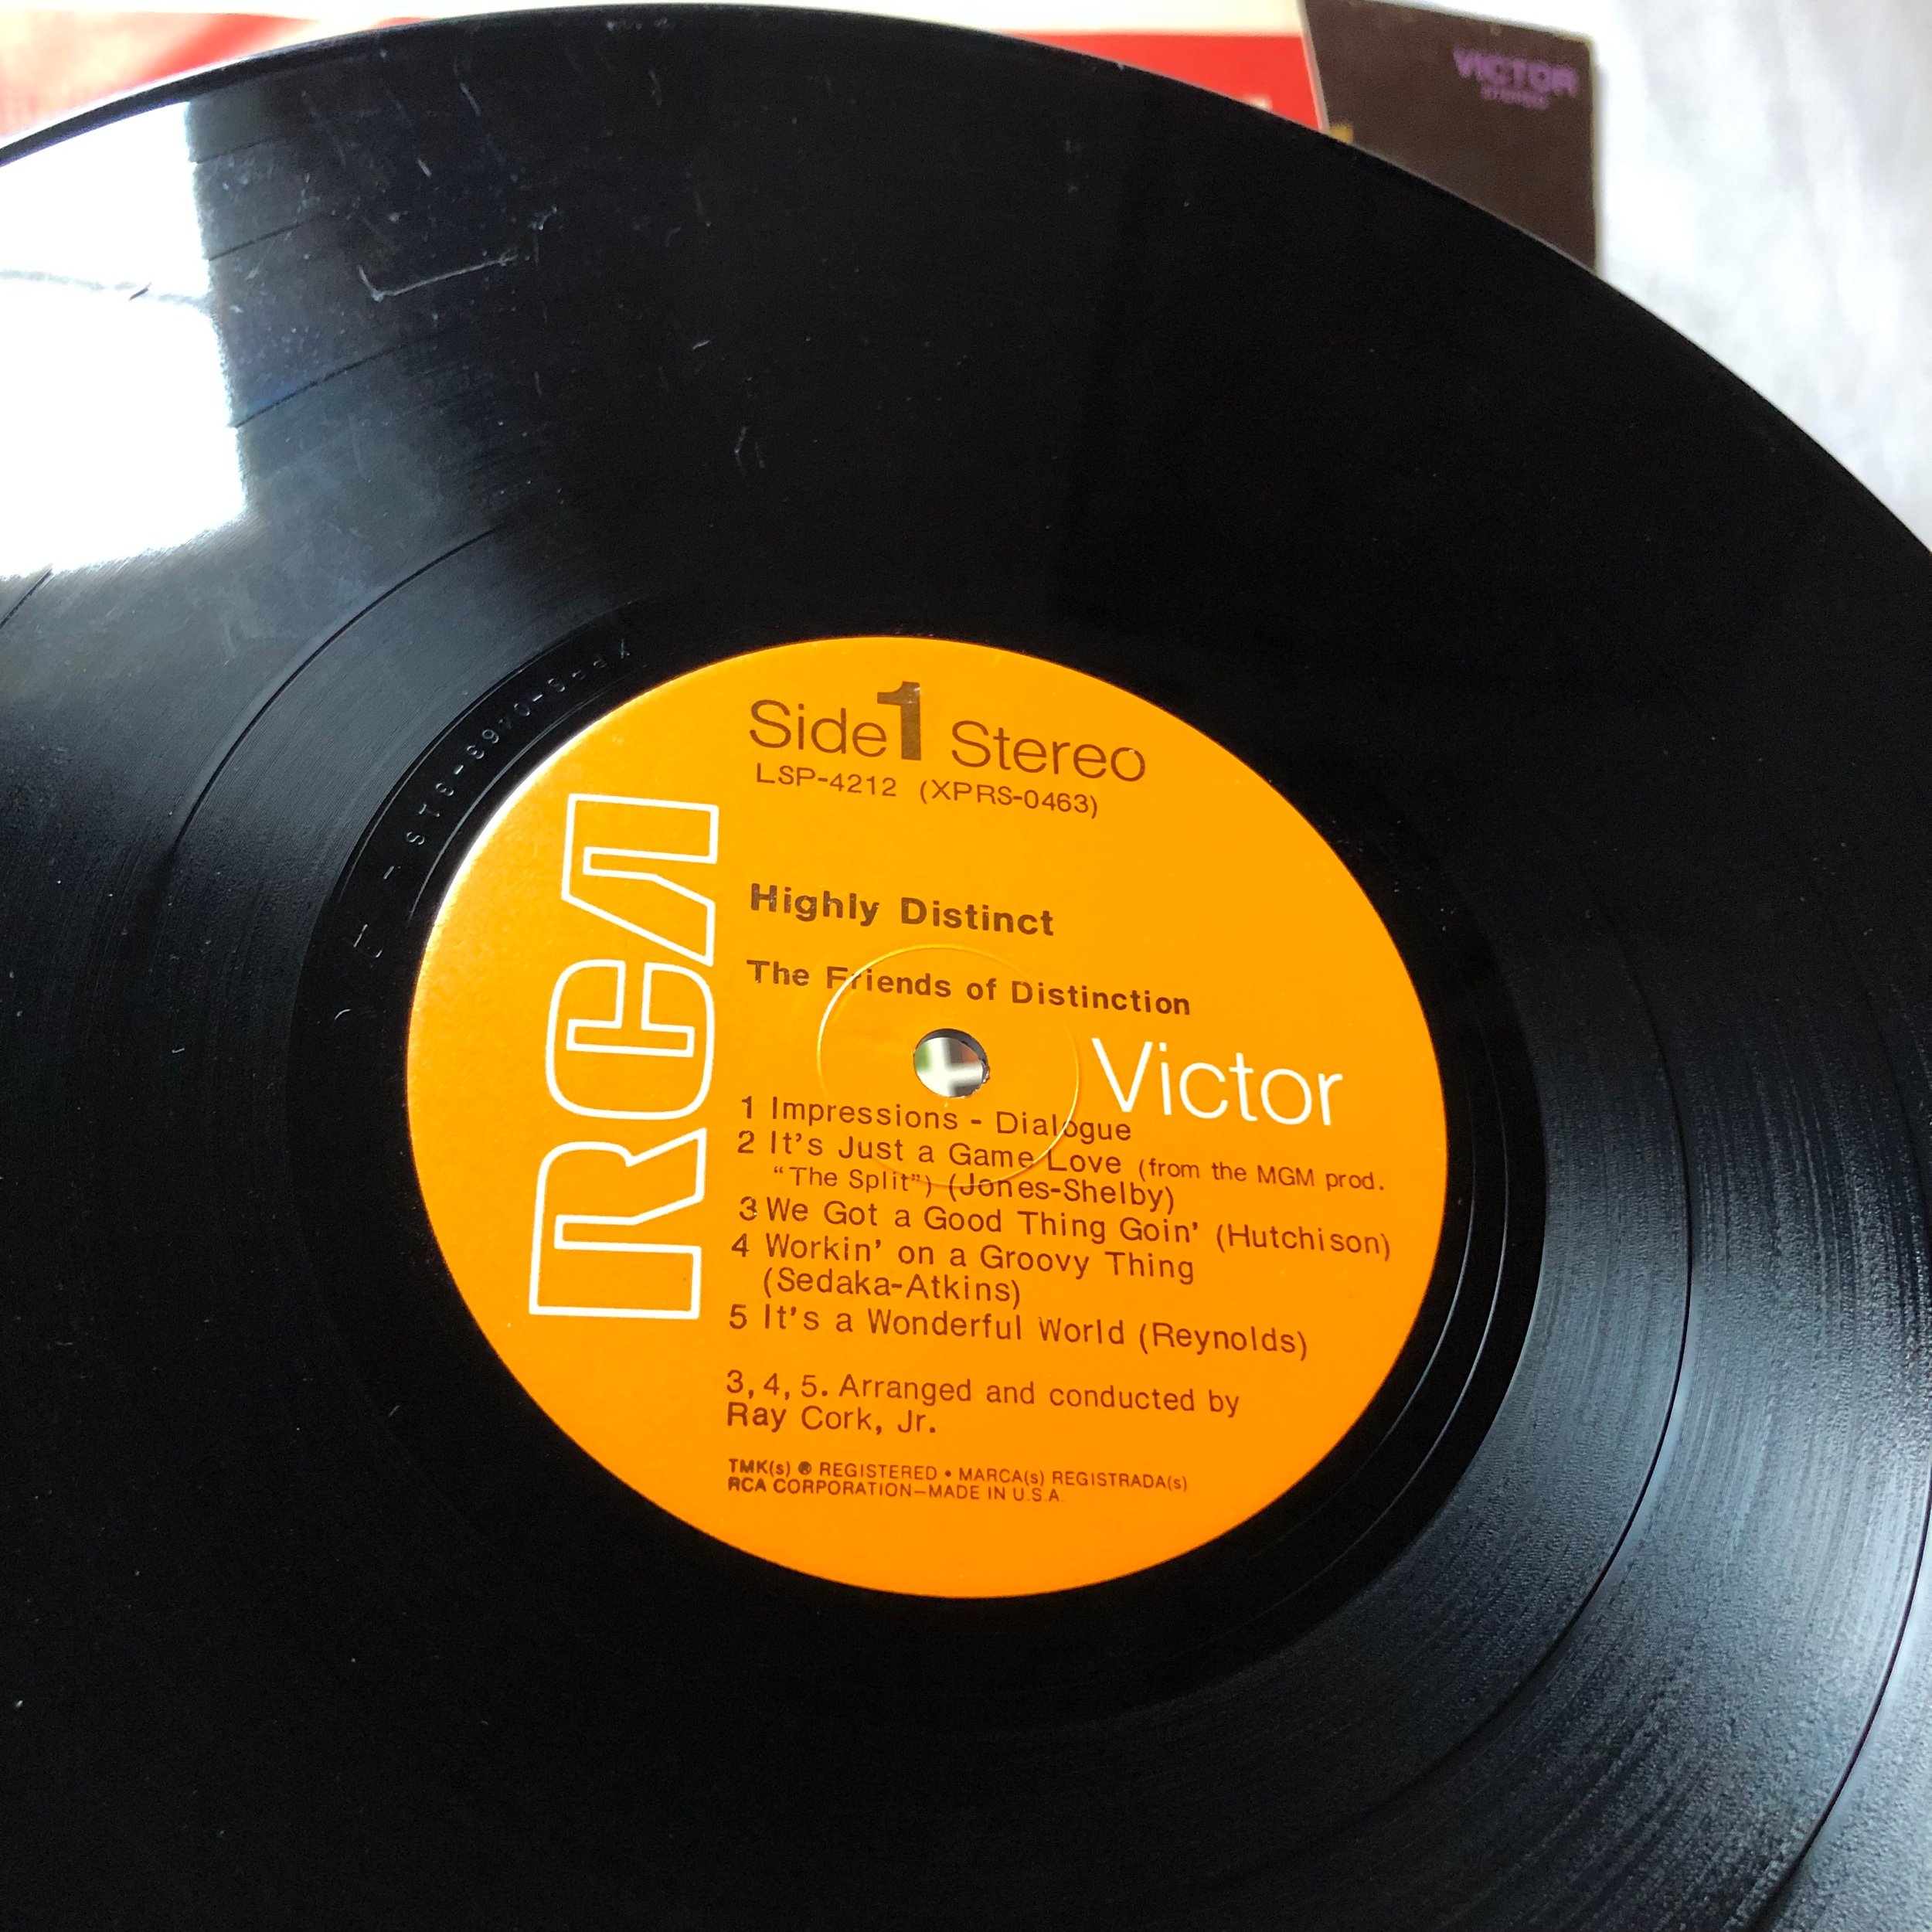 VICTOR
STEREO
Side 1 Stereo
LSP-4212 (XPRS-0463)
RCA
Highly Distinct
The Friends of Distinction
Victor
1 Impressions - Dialogue
2 It's Just a Game Love (from the MGM prod.
“The Split”) (Jones-Shelby)
3 We Got a Good Thing Goin’ (Hutchison)
4 Workin’ on a Groovy Thing
(Sedaka-Atkins)
5 It's a Wonderful World (Reynolds)
3, 4, 5. Arranged and conducted by
Ray Cork, Jr.
TMK(s) ® REGISTERED • MARCA(s) REGISTRADA(s)
RCA CORPORATION—MADE IN U.S.A.